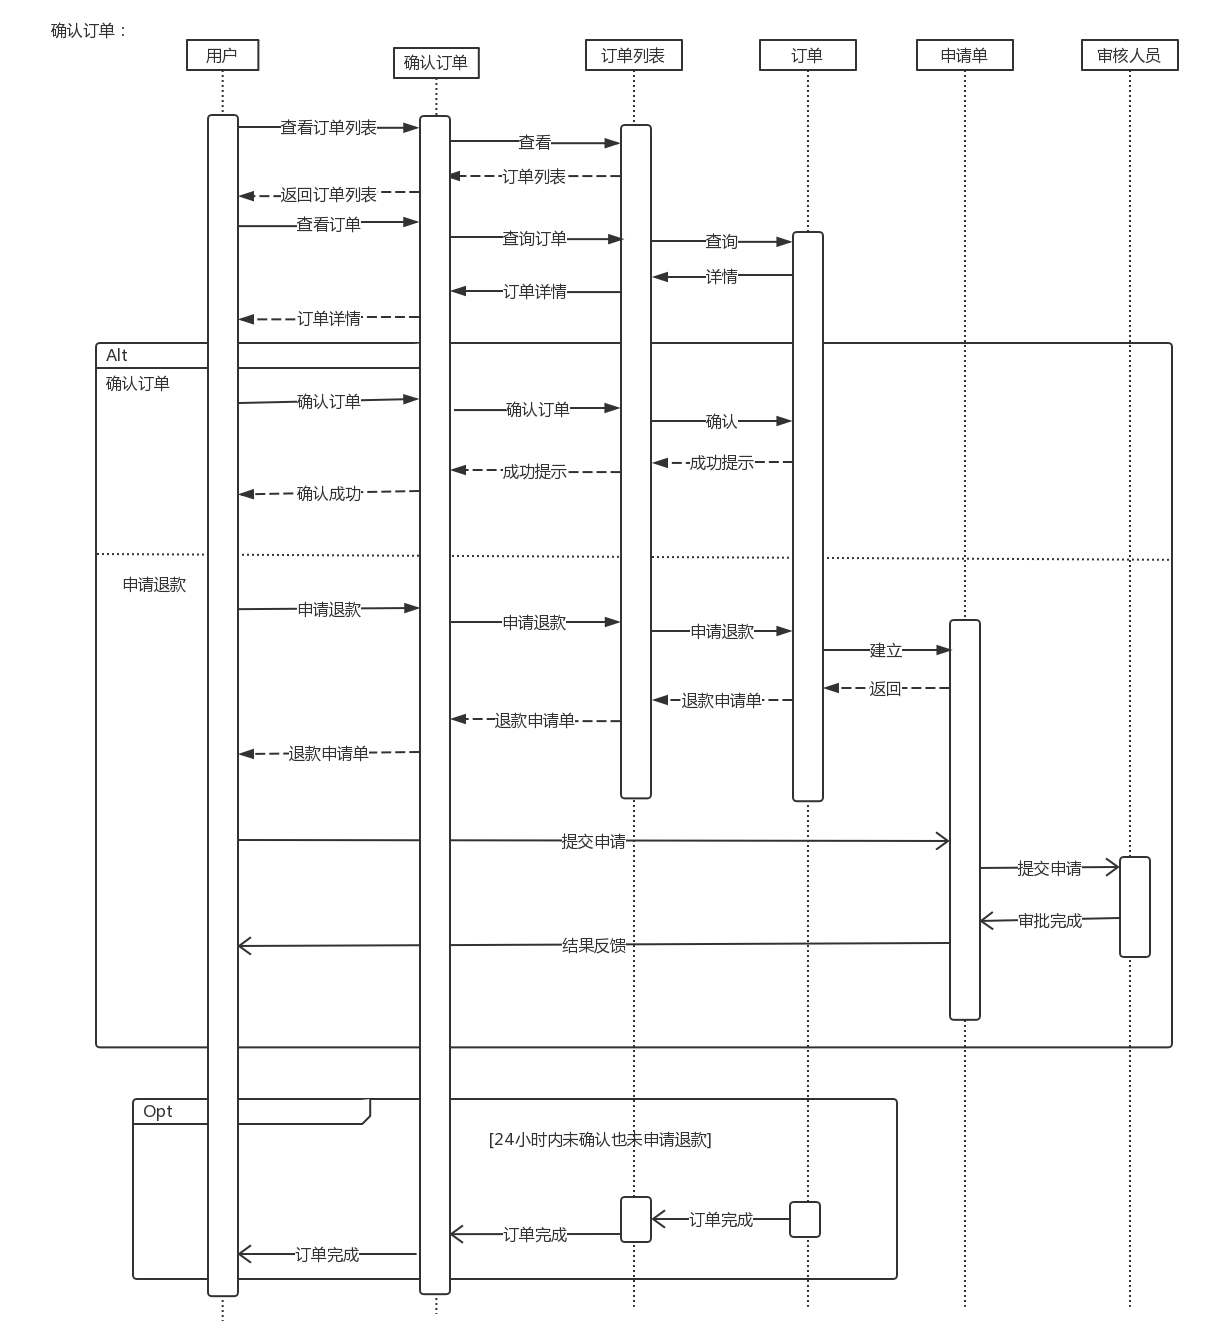 确认订单：
用户
确认订单
订单列表
订单
申请单
审核人员
查看订单列表
查看
订单列表
返回订单列表
查看订单
查询订单
查询
详情
订单详情
订单详情
Alt
确认订单
确认订单
确认订单
确认
成功提示
成功提示
确认成功
申请退款
申请退款
申请退款
申请退款
建立
返回
退款申请单
退款申请单
退款申请单
提交申请
提交申请
审批完成
结果反馈
Opt
[24小时内未确认也未申请退款]
订单完成
订单完成
订单完成